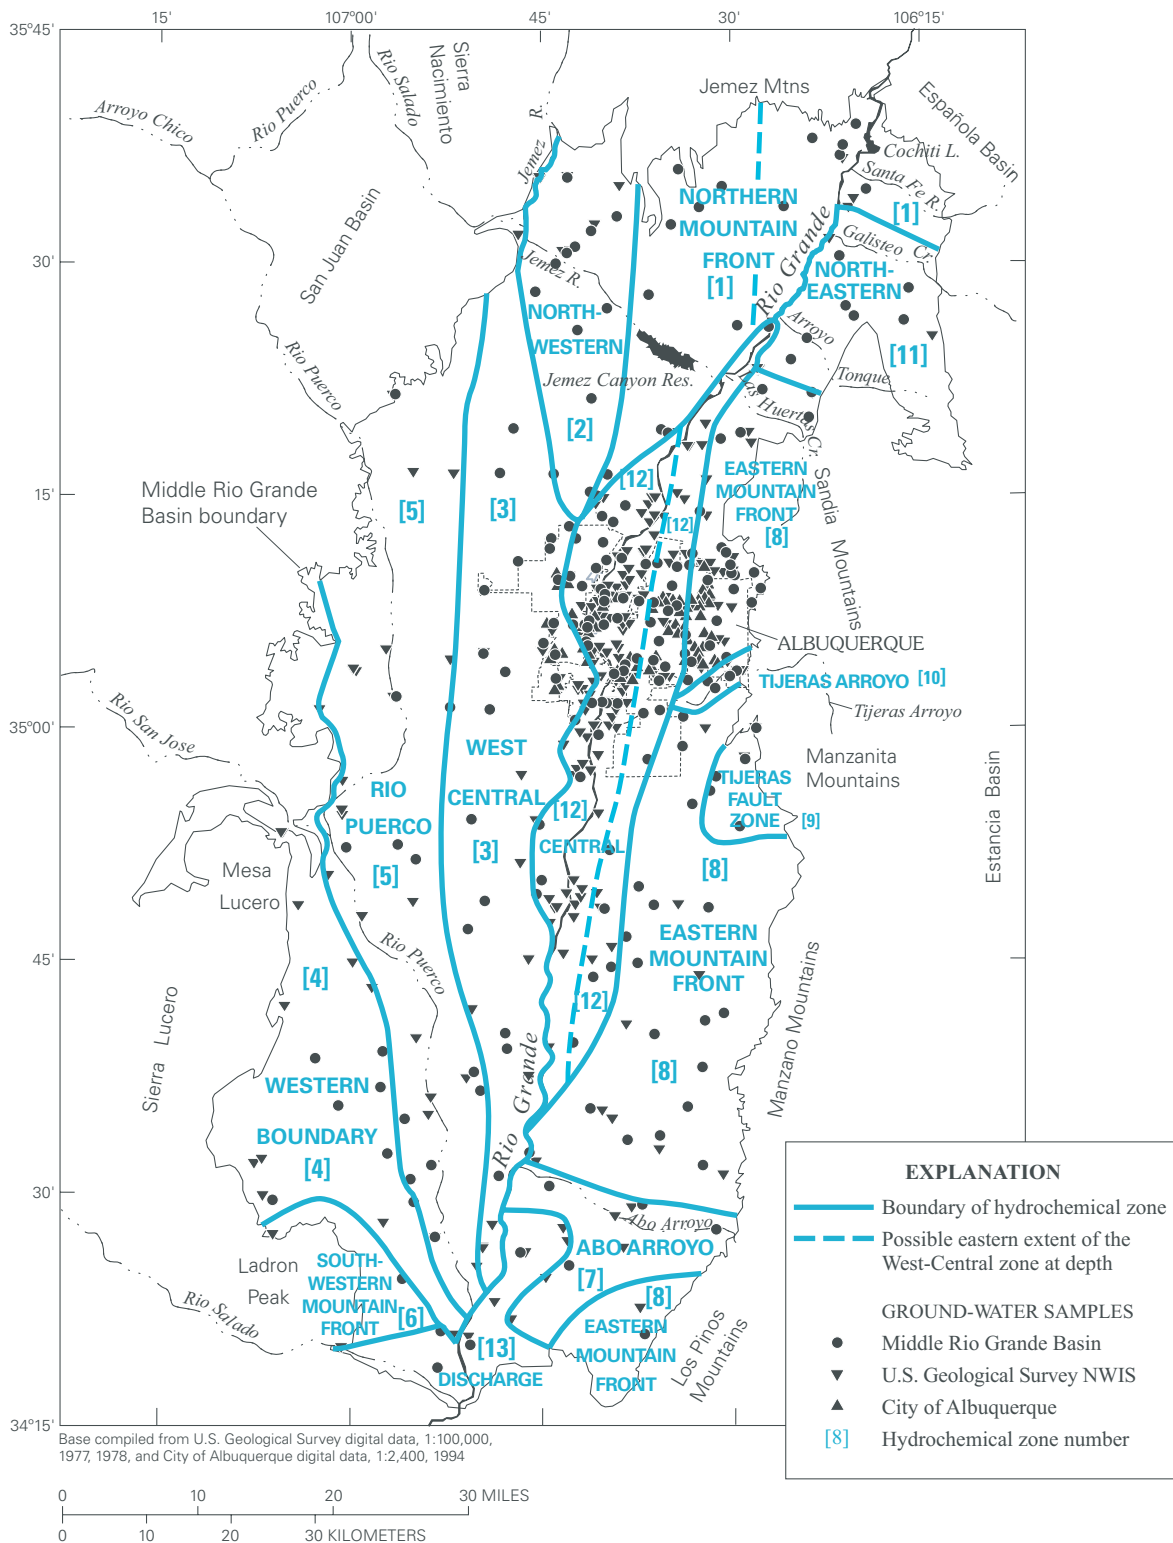 15'
107°00'
45'
30'
106°15'
35°45'
Sierra
Nacimiento
Jemez Mtns
Española Basin
Arroyo Chico
Rio Puerco
Rio Salado
Jemez R.
Cochiti L.
Santa Fe R.
[1]
Galisteo Cr.
San Juan Basin
NORTHERN
MOUNTAIN
FRONT
[1]
Rio Grande
NORTH-
EASTERN
[11]
30'
Jemez R.
NORTH-
WESTERN
Jemez Canyon Res.
[2]
Arroyo
Tonque
as Huertas Cr.
Rio Puerco
Middle Rio Grande
Basin boundary
15'
[5]
[3]
[12]
[12]
EASTERN
MOUNTAIN
FRONT
[8]
Sandia Mountains
ALBUQUERQUE
TIJERAS ARROYO [10]
Tijeras Arroyo
Rio San Jose
35°00'
WEST
CENTRAL
[3]
RIO
PUERCO
[5]
[12]
CENTRAL
TIJERAS
FAULT
ZONE [9]
Manzanita
Mountains
Estancia Basin
Mesa
Lucero
[8]
Rio Puerco
EASTERN
MOUNTAIN
FRONT
45'
[4]
[12]
Sierra Lucero
Manzano Mountains
WESTERN
BOUNDARY
[4]
[8]
Rio Grande
30'
Abo Arroyo
ABO ARROYO
[7]
Ladron
Peak
SOUTH-
WESTERN
MOUNTAIN
FRONT
[6]
Rio Salado
[8]
EASTERN
MOUNTAIN
FRONT
Los Pinos
Mountains
[13]
DISCHARGE
34°15'
15'
107°00'
45'
30'
EXPLANATION
Boundary of hydrochemical zone
Possible eastern extent of the
West-Central zone at depth
GROUND-WATER SAMPLES
Middle Rio Grande Basin
U.S. Geological Survey NWIS
City of Albuquerque
[8] Hydrochemical zone number
Base compiled from U.S. Geological Survey digital data, 1:100,000,
1977, 1978, and City of Albuquerque digital data, 1:2,400, 1994
0 10 20 30 MILES
0 10 20 30 KILOMETERS